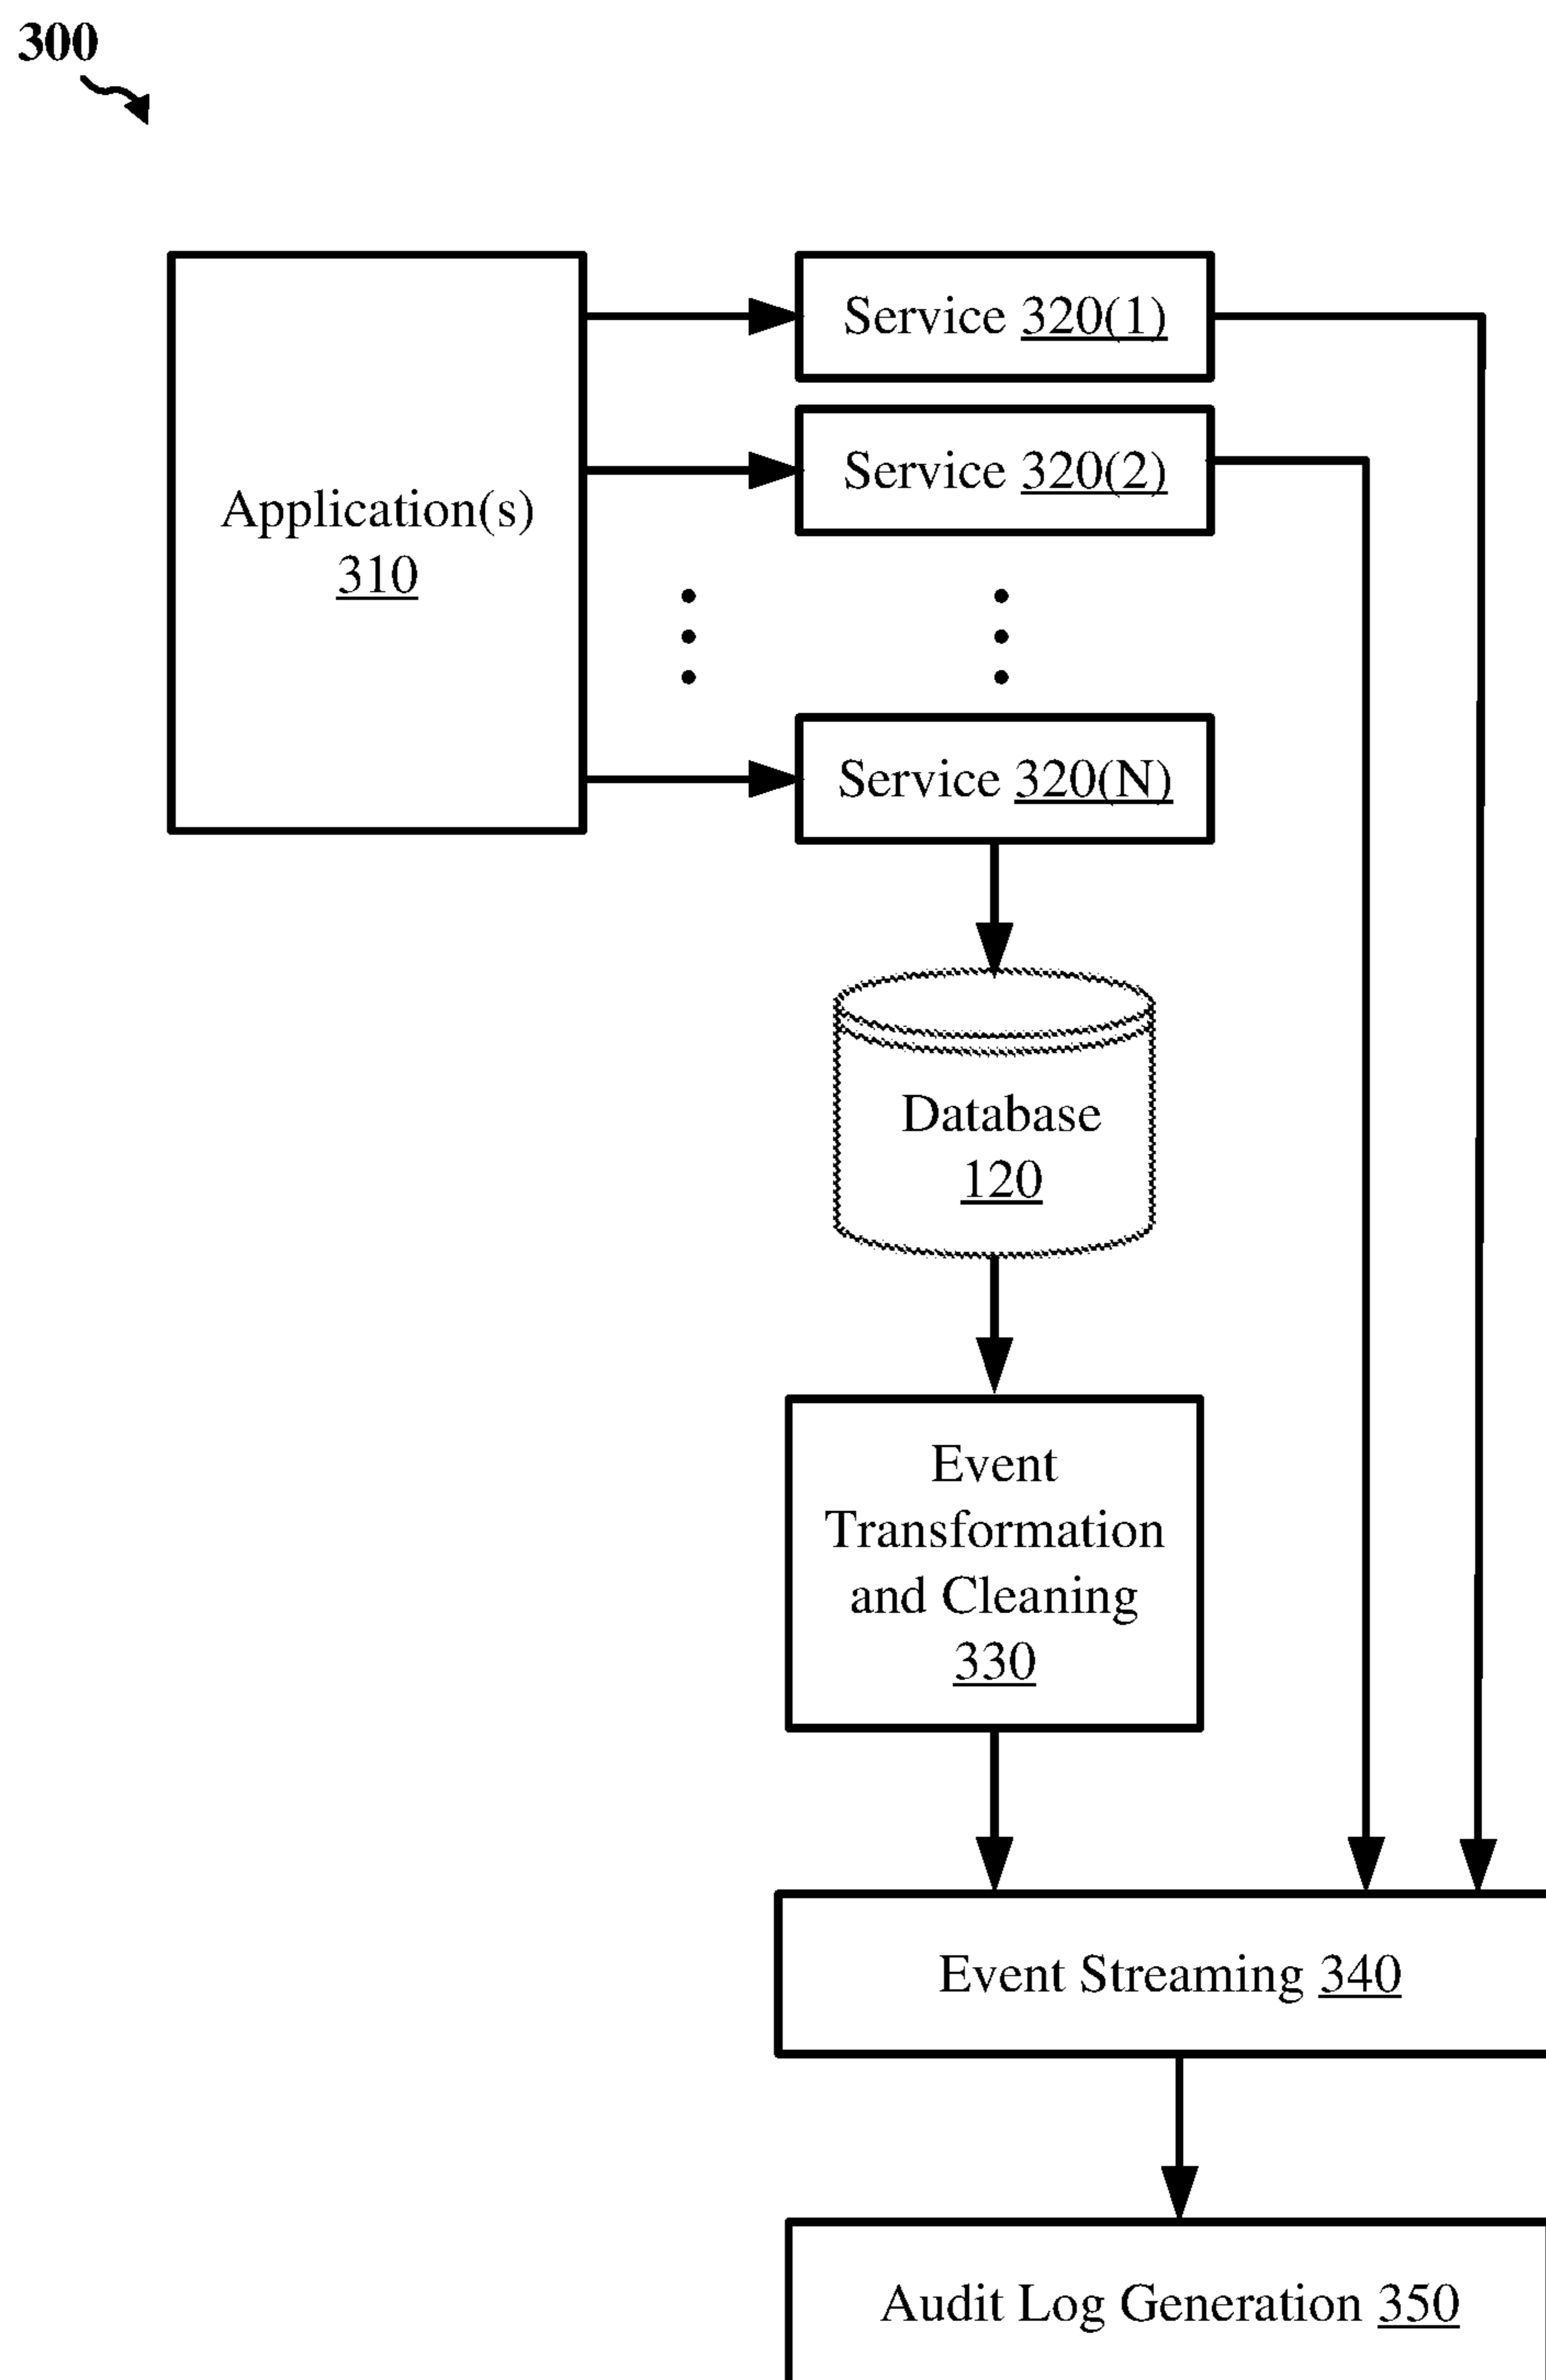 300
Application(s)
310
Service 320(1)
Service 320(2)
Service 320(N)
Database
120
Event
Transformation
and Cleaning
330
Event Streaming 340
Audit Log Generation 350